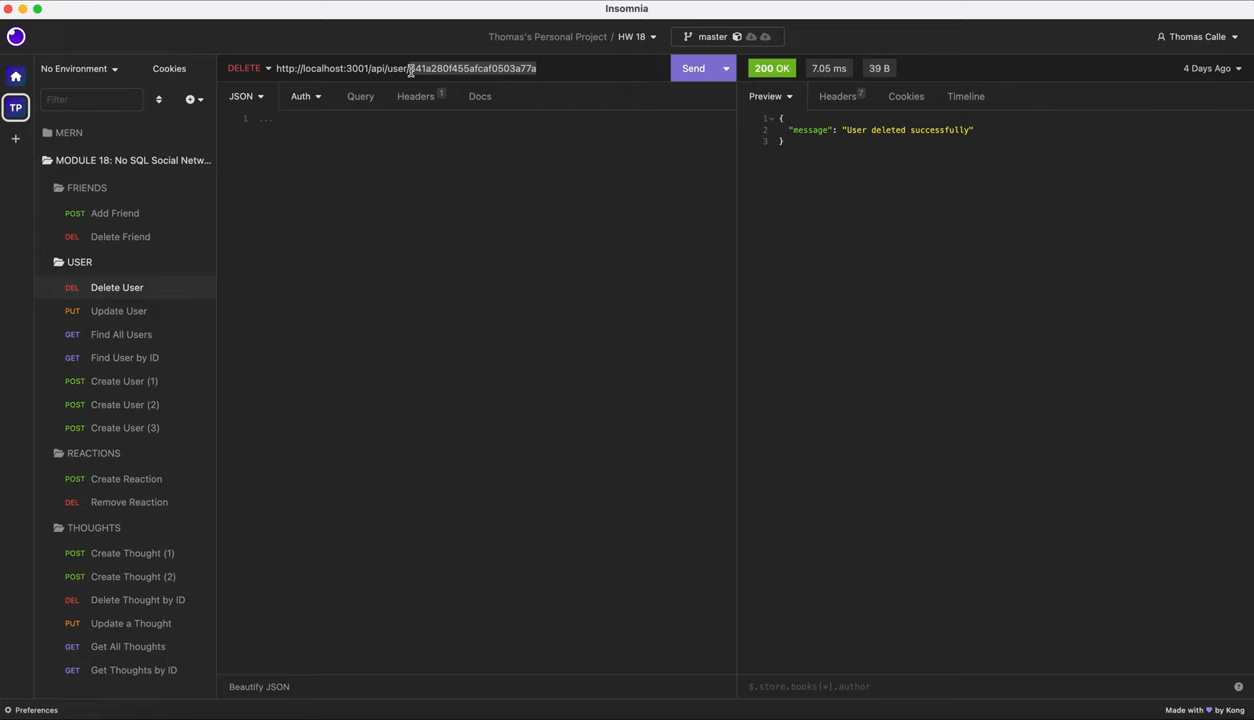 Insomnia
Thomas's Personal Project / HW 18
master
Thomas Calle
No Environment
Cookies
DELETE http://localhost:3001/api/user/641a280f455afcaf0503a77a
Send
200 OK
7.05 ms
39 B
4 Days Ago
TP
Filter
JSON
Auth
Query
Headers 1
Docs
Preview
Headers 7
Cookies
Timeline
1 ...
1 {
2 "message": "User deleted successfully"
3 }
MERN
MODULE 18: No SQL Social Netw...
FRIENDS
POST Add Friend
DEL Delete Friend
USER
DEL Delete User
PUT Update User
GET Find All Users
GET Find User by ID
POST Create User (1)
POST Create User (2)
POST Create User (3)
REACTIONS
POST Create Reaction
DEL Remove Reaction
THOUGHTS
POST Create Thought (1)
POST Create Thought (2)
DEL Delete Thought by ID
PUT Update a Thought
GET Get All Thoughts
GET Get Thoughts by ID
Beautify JSON
$.store.books[*].author
Preferences
Made with ♥ by Kong